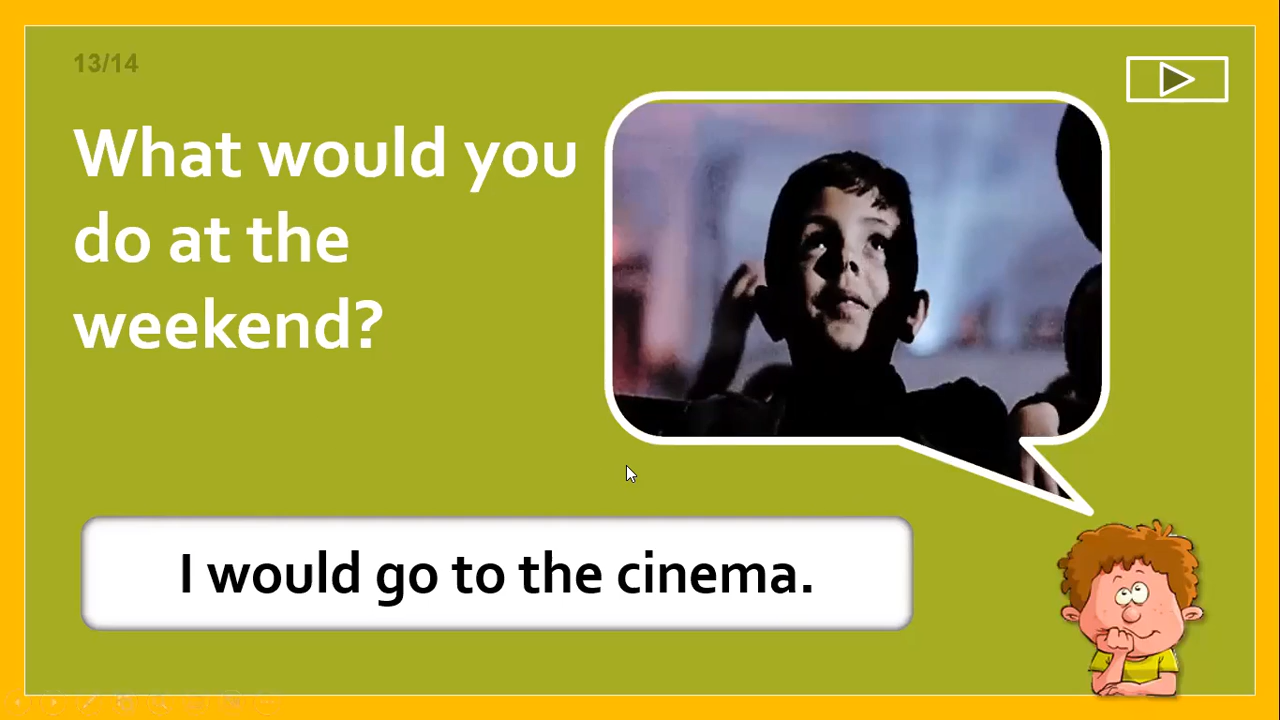 13/14
What would you
do at the
weekend?
I would go to the cinema.